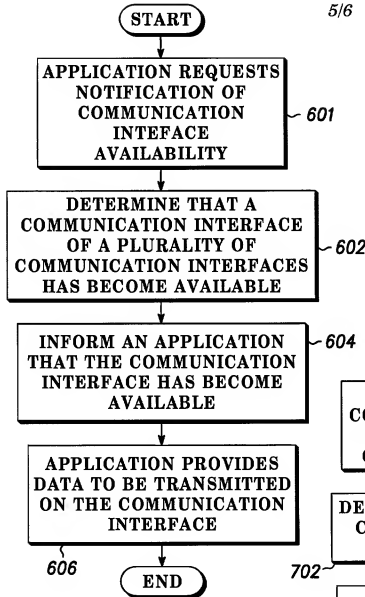 START
5/6
APPLICATION REQUESTS
NOTIFICATION OF
COMMUNICATION
INTEFACE
AVAILABILITY
601
DETERMINE THAT A
COMMUNICATION INTERFACE
OF A PLURALITY OF
COMMUNICATION INTERFACES
HAS BECOME AVAILABLE
602
INFORM AN APPLICATION
THAT THE COMMUNICATION
INTERFACE HAS BECOME
AVAILABLE
604
APPLICATION PROVIDES
DATA TO BE TRANSMITTED
ON THE COMMUNICATION
INTERFACE
606
END
CO
DE
C
702